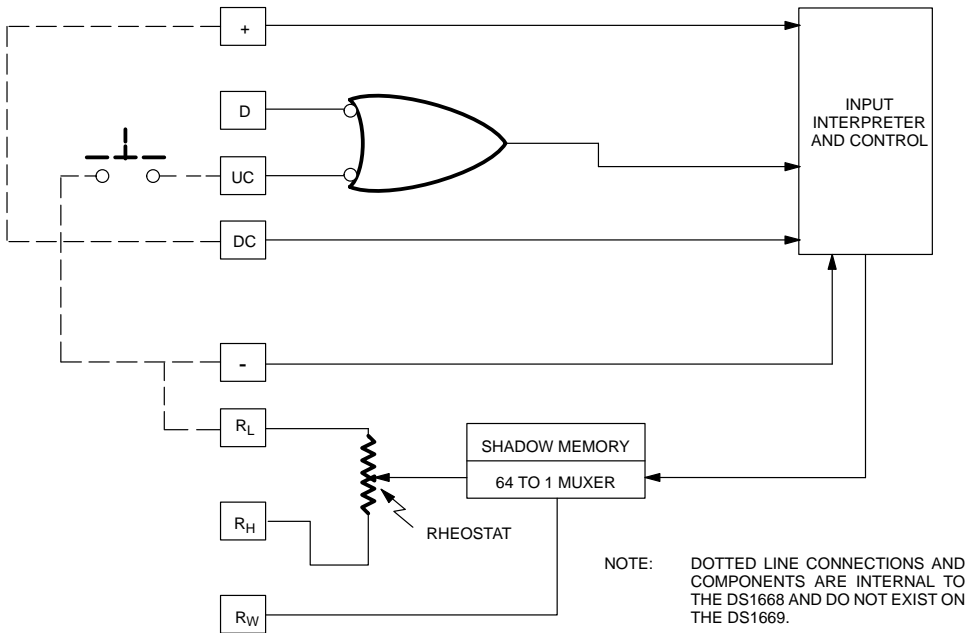 +
D
UC
DC
-
RL
RH
RW
INPUT
INTERPRETER
AND CONTROL
SHADOW MEMORY
64 TO 1 MUXER
RHEOSTAT
NOTE: DOTTED LINE CONNECTIONS AND
COMPONENTS ARE INTERNAL TO
THE DS1668 AND DO NOT EXIST ON
THE DS1669.